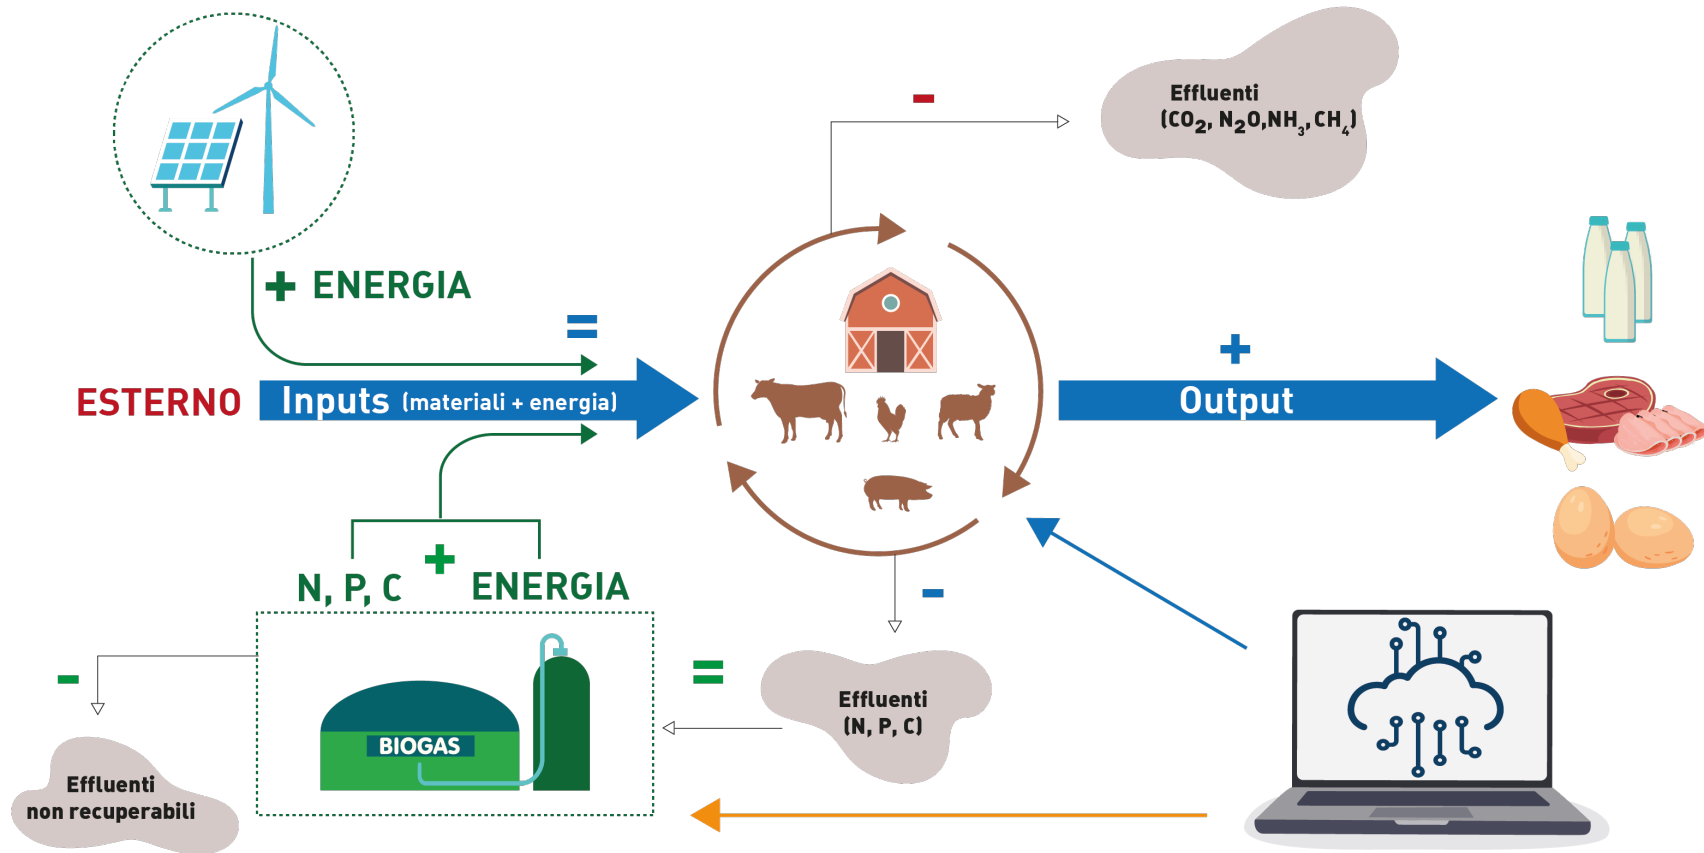 Effluenti
(CO₂, N₂O,NH₃,CH₄)
-
+ ENERGIA
=
+
ESTERNO
Inputs (materiali + energia)
Output
N, P, C + ENERGIA
-
-
=
Effluenti
(N, P, C)
BIOGAS
Effluenti
non recuperabili